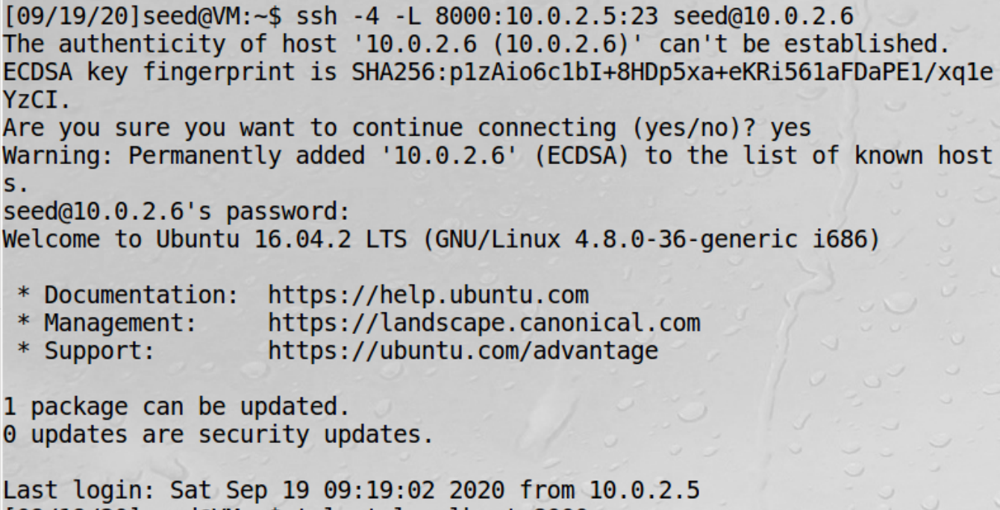 [09/19/20]seed@VM:~$ ssh -4 -L 8000:10.0.2.5:23 seed@10.0.2.6
The authenticity of host '10.0.2.6 (10.0.2.6)' can't be established.
ECDSA key fingerprint is SHA256:p1zAio6c1bI+8HDp5xa+eKRi561aFDaPE1/xq1e
YzCI.
Are you sure you want to continue connecting (yes/no)? yes
Warning: Permanently added '10.0.2.6' (ECDSA) to the list of known host
s.
seed@10.0.2.6's password:
Welcome to Ubuntu 16.04.2 LTS (GNU/Linux 4.8.0-36-generic i686)
* Documentation:  https://help.ubuntu.com
* Management:     https://landscape.canonical.com
* Support:        https://ubuntu.com/advantage
1 package can be updated.
0 updates are security updates.
Last login: Sat Sep 19 09:19:02 2020 from 10.0.2.5